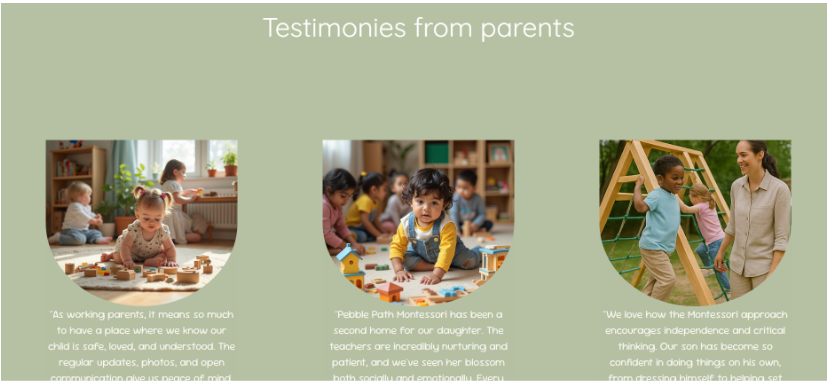 Testimonies from parents
"As working parents, it means so much
to have a place where we know our
child is safe, loved, and understood. The
regular updates, photos, and open
communication give us peace of mind
"Pebble Path Montessori has been a
second home for our daughter. The
teachers are incredibly nurturing and
patient, and we've seen her blossom
both socially and emotionally. Every
"We love how the Montessori approach
encourages independence and critical
thinking. Our son has become so
confident in doing things on his own,
from dressing himself to helping set